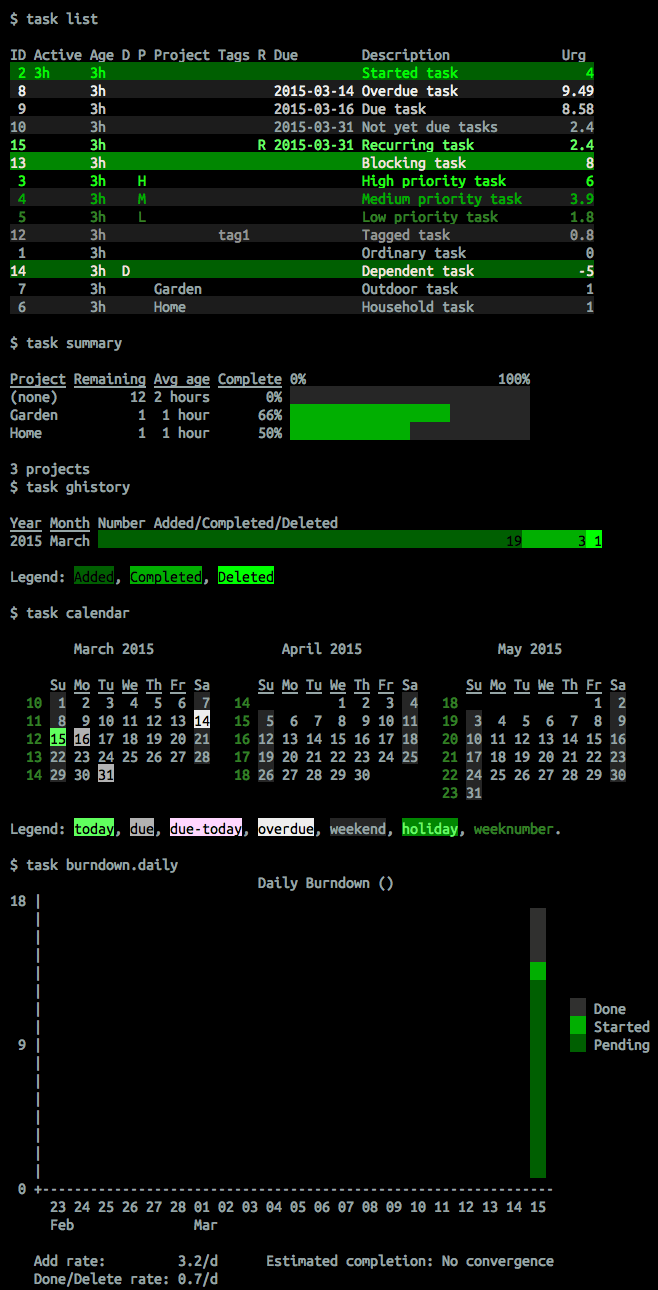 $ task list
ID Active Age D P Project Tags R Due Description Urg
2 3h 3h Started task 4
8 3h 2015-03-14 Overdue task 9.49
9 3h 2015-03-16 Due task 8.58
10 3h 2015-03-31 Not yet due tasks 2.4
15 3h R 2015-03-31 Recurring task 2.4
13 3h Blocking task 8
3 3h H High priority task 6
4 3h M Medium priority task 3.9
5 3h L Low priority task 1.8
12 3h tag1 Tagged task 0.8
1 3h Ordinary task 0
14 3h D Dependent task -5
7 3h Garden Outdoor task 1
6 3h Home Household task 1
$ task summary
Project Remaining Avg age Complete 0% 100%
(none) 12 2 hours 0%
Garden 1 1 hour 66%
Home 1 1 hour 50%
3 projects
$ task ghistory
Year Month Number Added/Completed/Deleted
2015 March 19 3 1
Legend: Added, Completed, Deleted
$ task calendar
March 2015 April 2015 May 2015
Su Mo Tu We Th Fr Sa Su Mo Tu We Th Fr Sa Su Mo Tu We Th Fr Sa
10 1 2 3 4 5 6 7 14 1 2 3 4 18 1 2
11 8 9 10 11 12 13 14 15 5 6 7 8 9 10 11 19 3 4 5 6 7 8 9
12 15 16 17 18 19 20 21 16 12 13 14 15 16 17 18 20 10 11 12 13 14 15 16
13 22 23 24 25 26 27 28 17 19 20 21 22 23 24 25 21 17 18 19 20 21 22 23
14 29 30 31 18 26 27 28 29 30 22 24 25 26 27 28 29 30
23 31
Legend: today, due, due-today, overdue, weekend, holiday, weeknumber.
$ task burndown.daily
Daily Burndown ()
18 |
|
|
|
|
|
Done
|
Started
9 | Pending
|
|
|
|
|
|
|
0 +----------------------------------------------------------------
23 24 25 26 27 28 01 02 03 04 05 06 07 08 09 10 11 12 13 14 15
Feb Mar
Add rate: 3.2/d Estimated completion: No convergence
Done/Delete rate: 0.7/d